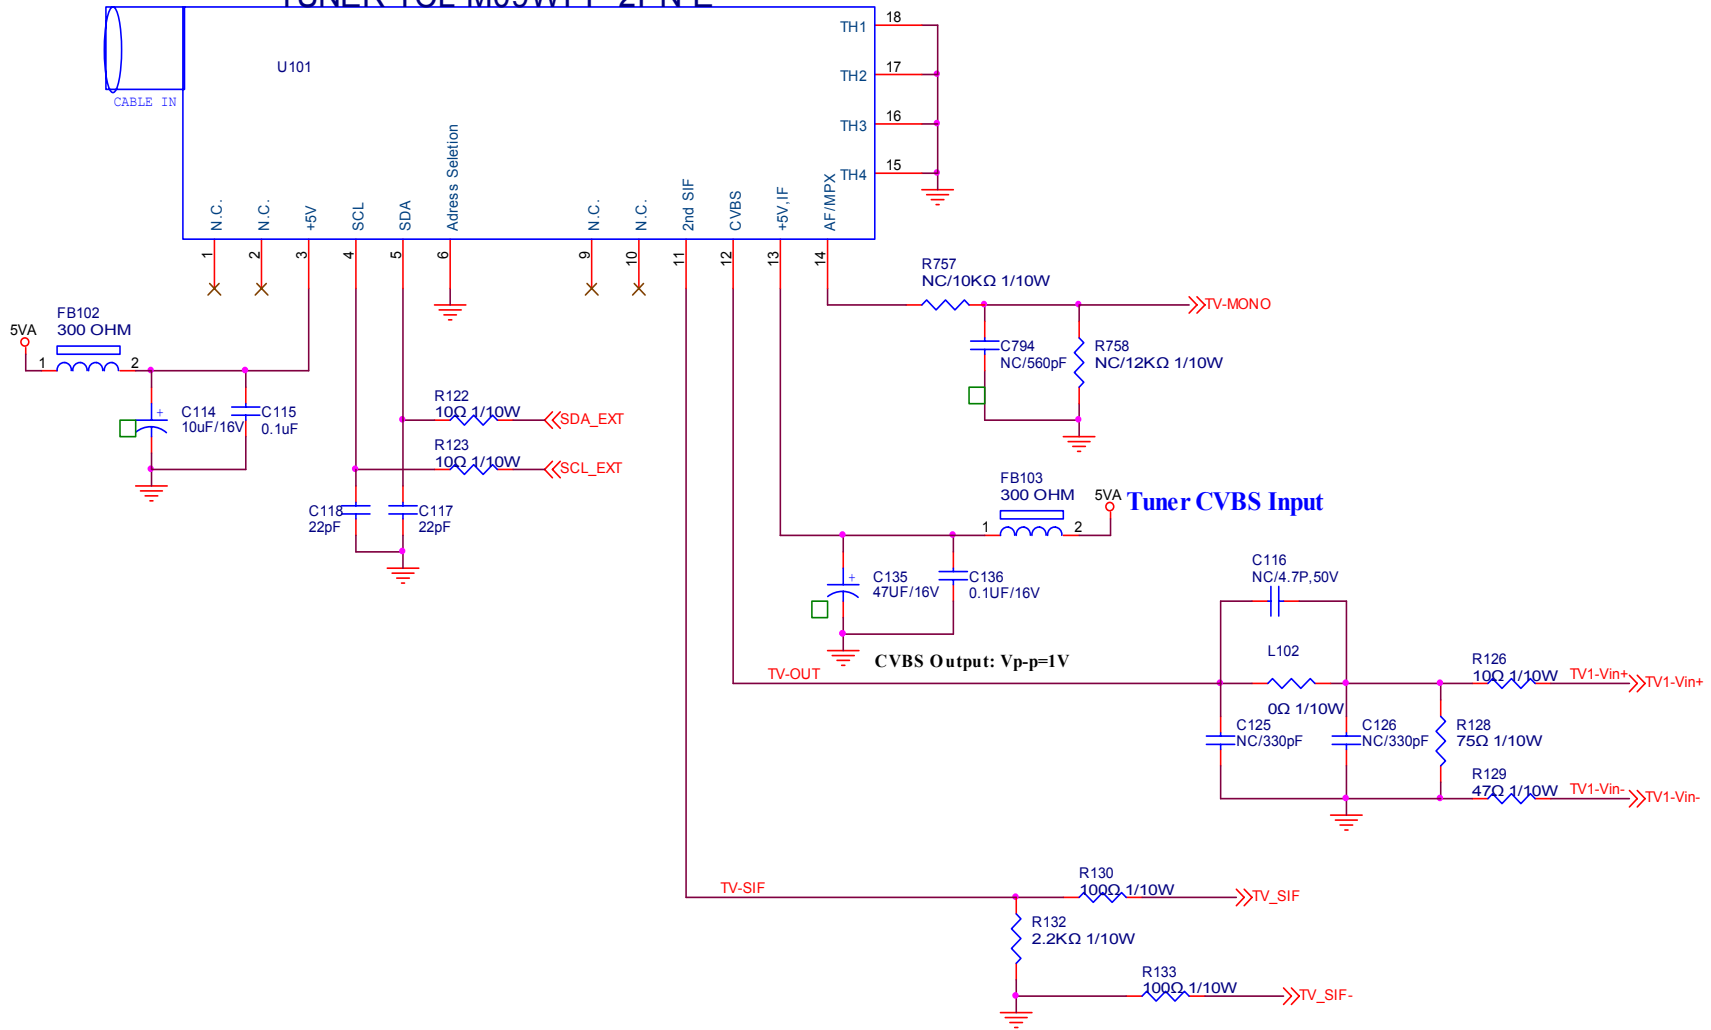 U101
CABLE IN
TH1
18
TH2
17
TH3
16
TH4
15
N.C.
N.C.
+5V
SCL
SDA
Adress Seletion
N.C.
N.C.
2nd SIF
CVBS
+5V,IF
AF/MPX
1
2
3
4
5
6
9
10
11
12
13
14
R757
NC/10KΩ 1/10W
TV-MONO
C794
NC/560pF
R758
NC/12KΩ 1/10W
5VA
FB102
300 OHM
1
2
C114
10uF/16V
C115
0.1uF
R122
10Ω 1/10W
SDA_EXT
R123
10Ω 1/10W
SCL_EXT
C118
22pF
C117
22pF
FB103
300 OHM
1
2
5VA
Tuner CVBS Input
C135
47UF/16V
C136
0.1UF/16V
CVBS Output: Vp-p=1V
TV-OUT
C116
NC/4.7P,50V
L102
0Ω 1/10W
C125
NC/330pF
C126
NC/330pF
R126
10Ω 1/10W
TV1-Vin+
TV1-Vin+
R128
75Ω 1/10W
R129
47Ω 1/10W
TV1-Vin-
TV1-Vin-
TV-SIF
R130
100Ω 1/10W
TV_SIF
R132
2.2KΩ 1/10W
R133
100Ω 1/10W
TV_SIF-